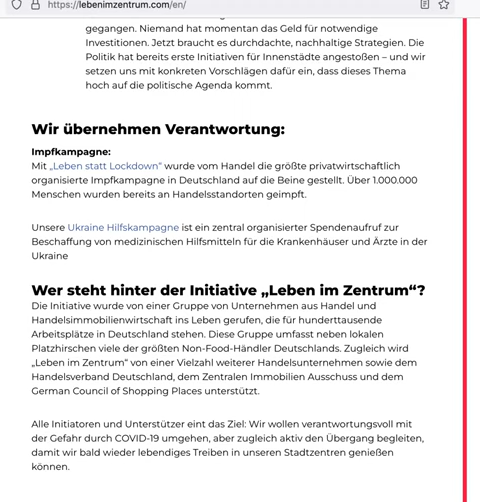 https://lebenimzentrum.com/en/
gegangen. Niemand hat momentan das Geld für notwendige
Investitionen. Jetzt braucht es durchdachte, nachhaltige Strategien. Die
Politik hat bereits erste Initiativen für Innenstädte angestoßen – und wir
setzen uns mit konkreten Vorschlägen dafür ein, dass dieses Thema
hoch auf die politische Agenda kommt.
Wir übernehmen Verantwortung:
Impfkampagne:
Mit „Leben statt Lockdown“ wurde vom Handel die größte privatwirtschaftlich
organisierte Impfkampagne in Deutschland auf die Beine gestellt. Über 1.000.000
Menschen wurden bereits an Handelsstandorten geimpft.
Unsere Ukraine Hilfskampagne ist ein zentral organisierter Spendenaufruf zur
Beschaffung von medizinischen Hilfsmitteln für die Krankenhäuser und Ärzte in der
Ukraine
Wer steht hinter der Initiative „Leben im Zentrum“?
Die Initiative wurde von einer Gruppe von Unternehmen aus Handel und
Handelsimmobilienwirtschaft ins Leben gerufen, die für hunderttausende
Arbeitsplätze in Deutschland stehen. Diese Gruppe umfasst neben lokalen
Platzhirschen viele der größten Non-Food-Händler Deutschlands. Zugleich wird
„Leben im Zentrum“ von einer Vielzahl weiterer Handelsunternehmen sowie dem
Handelsverband Deutschland, dem Zentralen Immobilien Ausschuss und dem
German Council of Shopping Places unterstützt.
Alle Initiatoren und Unterstützer eint das Ziel: Wir wollen verantwortungsvoll mit
der Gefahr durch COVID-19 umgehen, aber zugleich aktiv den Übergang begleiten,
damit wir bald wieder lebendiges Treiben in unseren Stadtzentren genießen
können.